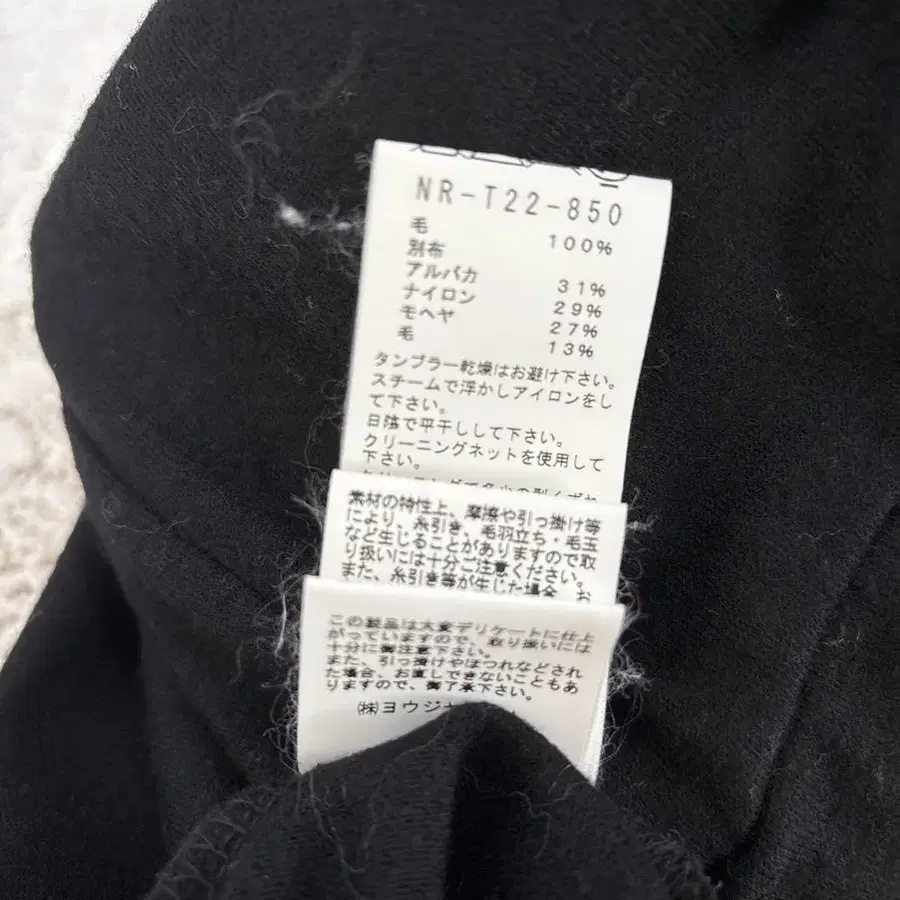 NR-T22-850
毛 100%
別布
アルパカ 31%
ナイロン 29%
モヘヤ 27%
毛 13%
タンブラー乾燥はお避け下さい。
スチームで浮かしアイロンをし
て下さい。
日陰で平干しして下さい。
クリーニングネットを使用して
下さい。
素材の特性上、摩擦や引っ掛け等
により、糸引き、毛羽立ち・毛玉
など生じることがありますので取
り扱いには十分ご注意ください。
また、糸引き等が生じた場合、お
この製品は大変デリケートに仕上
がっていますので、取り扱いには
十分に御注意下さい。
また、引っ掛けやほつれなどされ
た場合、お直しできないこともあ
りますので、御了承下さい。
㈱ヨウジ